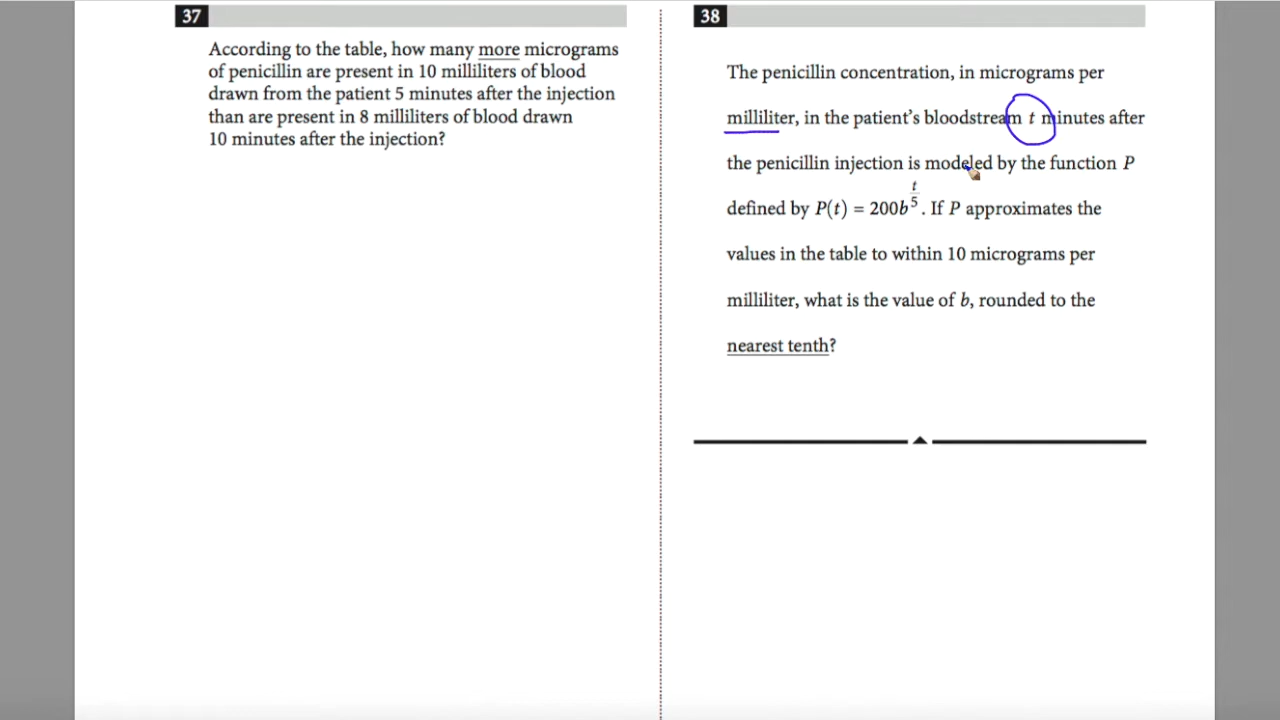 37
According to the table, how many more micrograms
of penicillin are present in 10 milliliters of blood
drawn from the patient 5 minutes after the injection
than are present in 8 milliliters of blood drawn
10 minutes after the injection?
38
The penicillin concentration, in micrograms per
milliliter, in the patient's bloodstream t minutes after
the penicillin injection is modeled by the function P
defined by P(t) = 200b^(t/5). If P approximates the
values in the table to within 10 micrograms per
milliliter, what is the value of b, rounded to the
nearest tenth?